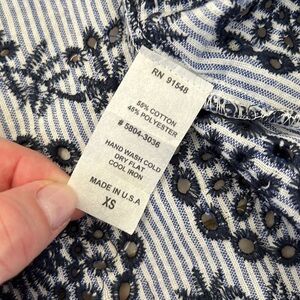 RN 91548
55% COTTON
45% POLYESTER
# 5804-3036
HAND WASH COLD
DRY FLAT
COOL IRON
MADE IN U.S.A
XS